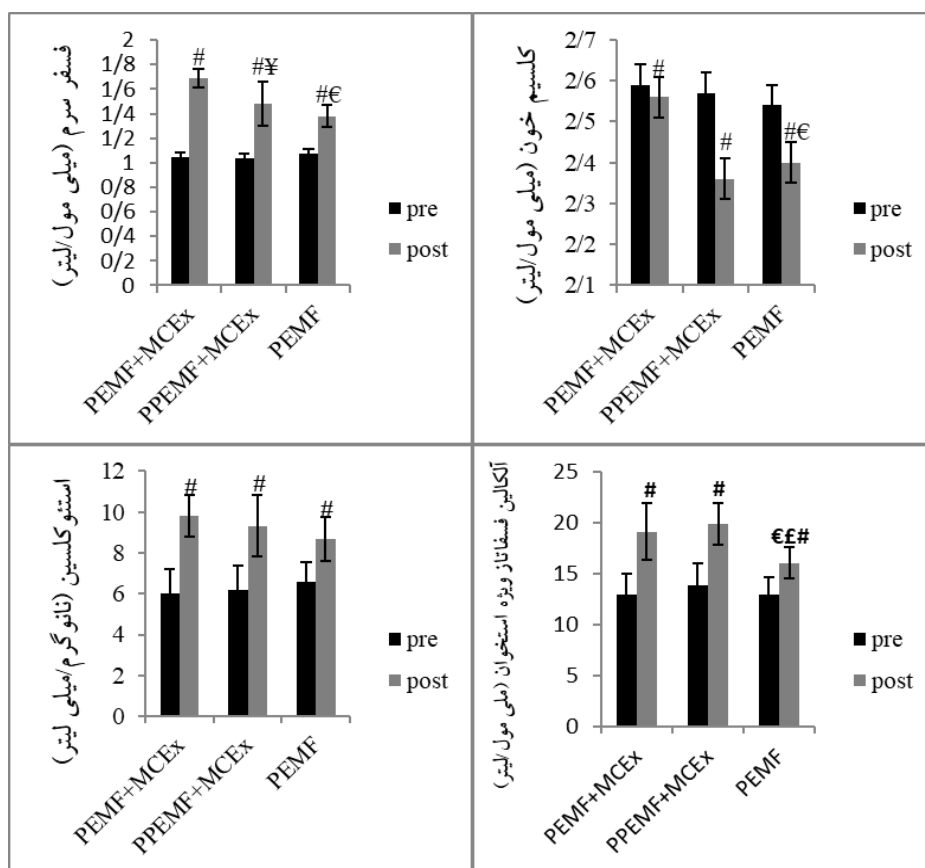 فسفر سرم (میلی مول/لیتر)
2
1/8
1/6
1/4
1/2
1
0/8
0/6
0/4
0/2
0
#
#¥
#€
PEMF+MCEx
PPEMF+MCEx
PEMF
pre
post
کلسیم خون (میلی مول/لیتر)
2/7
2/6
2/5
2/4
2/3
2/2
2/1
#
#
#€
PEMF+MCEx
PPEMF+MCEx
PEMF
pre
post
استئوکلسین (نانوگرم/میلی لیتر)
12
10
8
6
4
2
0
#
#
#
PEMF+MCEx
PPEMF+MCEx
PEMF
pre
post
آلکالین فسفاتاز ویژه استخوان (ملی مول/لیتر)
25
20
15
10
5
0
#
#
€£#
PEMF+MCEx
PPEMF+MCEx
PEMF
pre
post